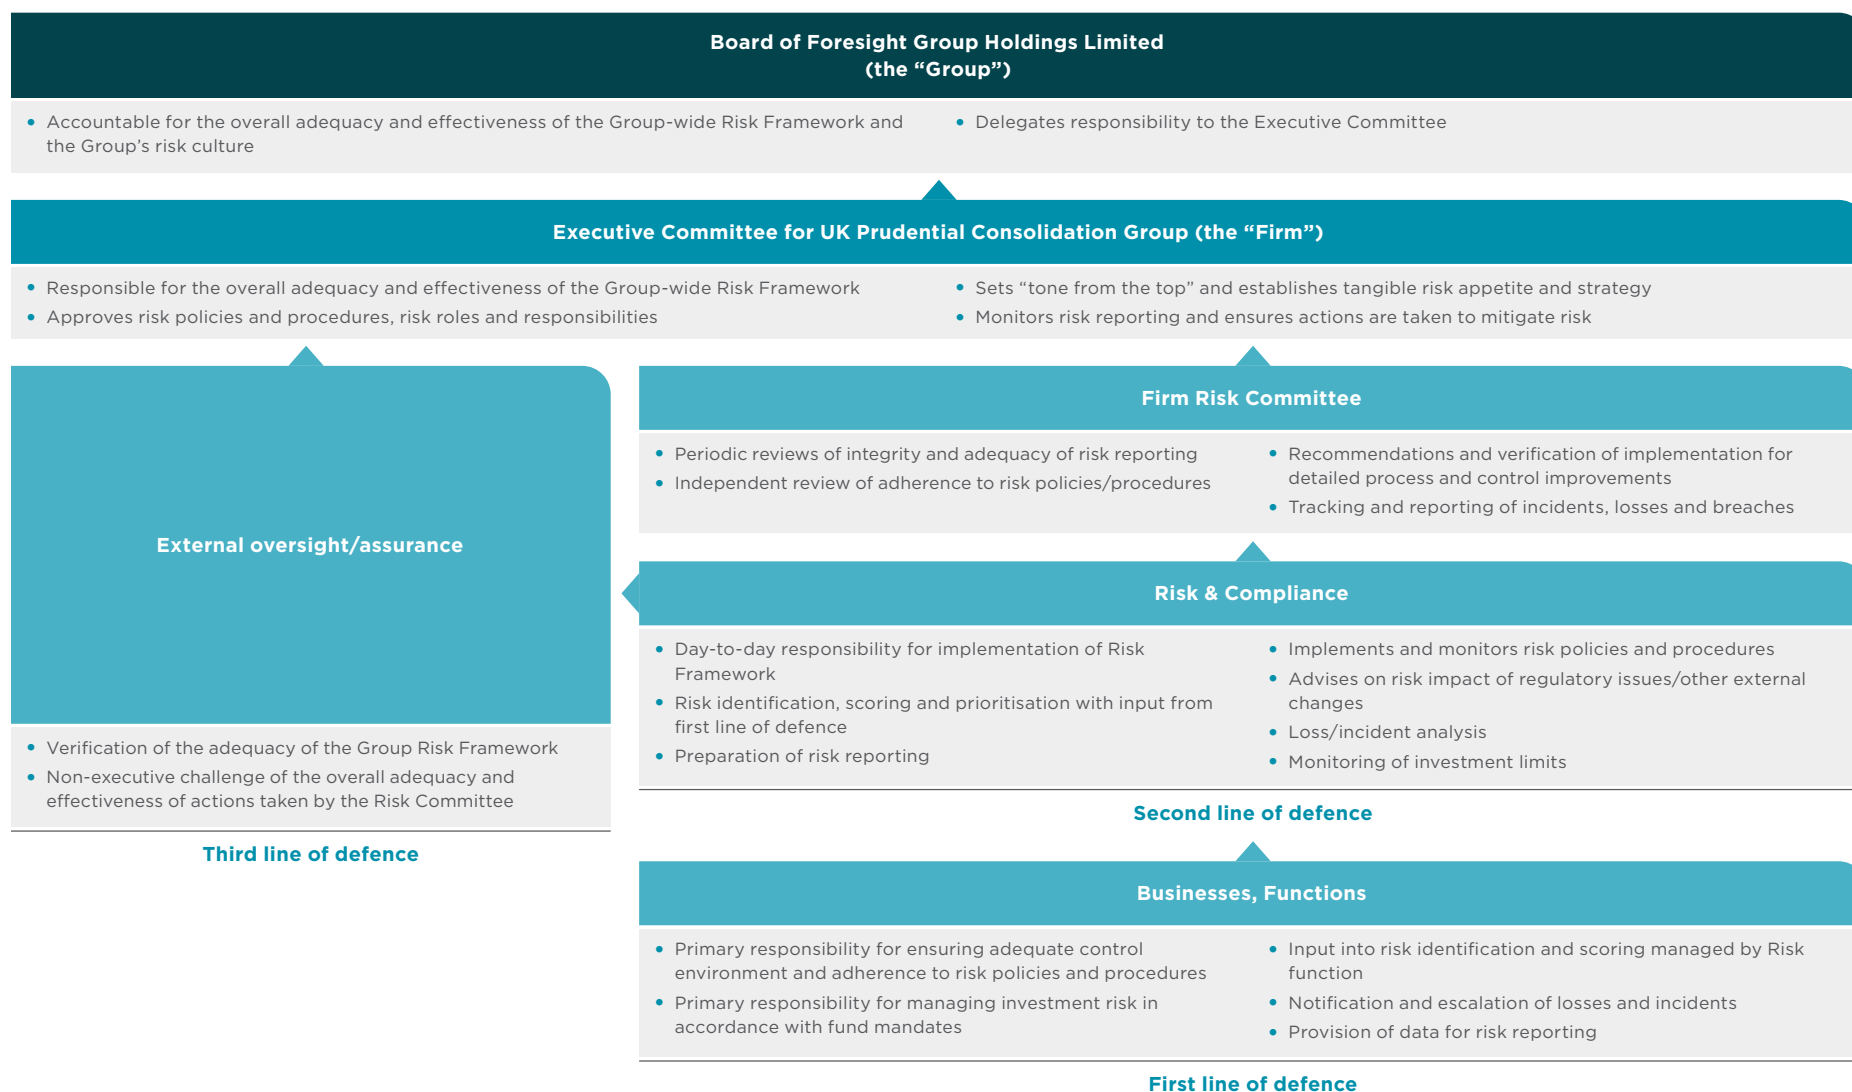 Board of Foresight Group Holdings Limited
(the “Group”)
• Accountable for the overall adequacy and effectiveness of the Group-wide Risk Framework and
the Group’s risk culture
• Delegates responsibility to the Executive Committee
Executive Committee for UK Prudential Consolidation Group (the “Firm”)
• Responsible for the overall adequacy and effectiveness of the Group-wide Risk Framework
• Approves risk policies and procedures, risk roles and responsibilities
• Sets “tone from the top” and establishes tangible risk appetite and strategy
• Monitors risk reporting and ensures actions are taken to mitigate risk
External oversight/assurance
• Verification of the adequacy of the Group Risk Framework
• Non-executive challenge of the overall adequacy and
effectiveness of actions taken by the Risk Committee
Third line of defence
Firm Risk Committee
• Periodic reviews of integrity and adequacy of risk reporting
• Independent review of adherence to risk policies/procedures
• Recommendations and verification of implementation for
detailed process and control improvements
• Tracking and reporting of incidents, losses and breaches
Risk & Compliance
• Day-to-day responsibility for implementation of Risk
Framework
• Risk identification, scoring and prioritisation with input from
first line of defence
• Preparation of risk reporting
• Implements and monitors risk policies and procedures
• Advises on risk impact of regulatory issues/other external
changes
• Loss/incident analysis
• Monitoring of investment limits
Second line of defence
Businesses, Functions
• Primary responsibility for ensuring adequate control
environment and adherence to risk policies and procedures
• Primary responsibility for managing investment risk in
accordance with fund mandates
• Input into risk identification and scoring managed by Risk
function
• Notification and escalation of losses and incidents
• Provision of data for risk reporting
First line of defence